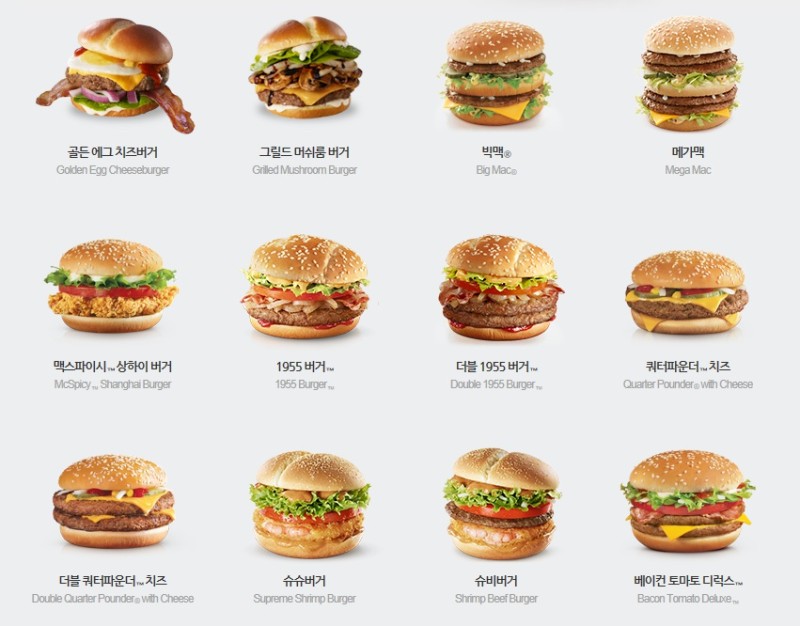 골든 에그 치즈버거
Golden Egg Cheeseburger
그릴드 머쉬룸 버거
Grilled Mushroom Burger
빅맥®
Big Mac®
메가맥
Mega Mac
맥스파이시™ 상하이 버거
McSpicy™ Shanghai Burger
1955 버거™
1955 Burger™
더블 1955 버거™
Double 1955 Burger™
쿼터파운더™ 치즈
Quarter Pounder® with Cheese
더블 쿼터파운더™ 치즈
Double Quarter Pounder® with Cheese
슈슈버거
Supreme Shrimp Burger
슈비버거
Shrimp Beef Burger
베이컨 토마토 디럭스™
Bacon Tomato Deluxe™